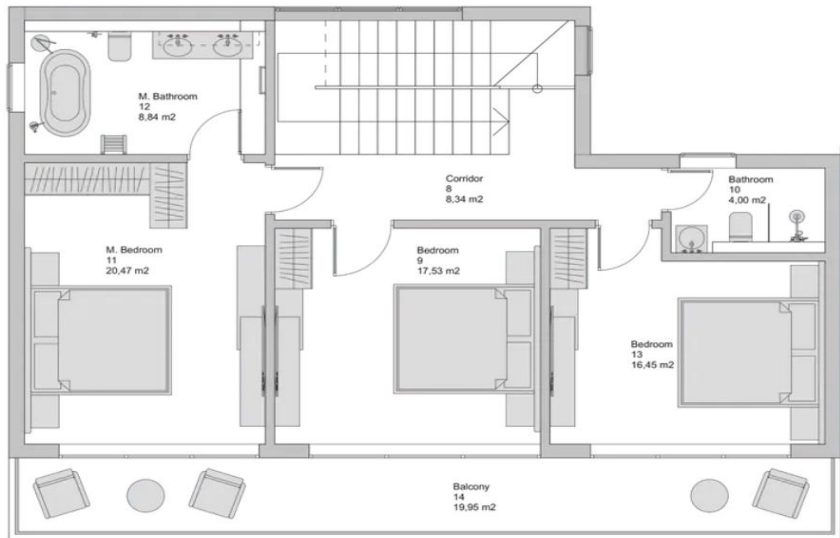 M. Bathroom
12
8,84 m2
Corridor
8
8,34 m2
Bathroom
10
4,00 m2
M. Bedroom
11
20,47 m2
Bedroom
9
17,53 m2
Bedroom
13
16,45 m2
Balcony
14
19,95 m2